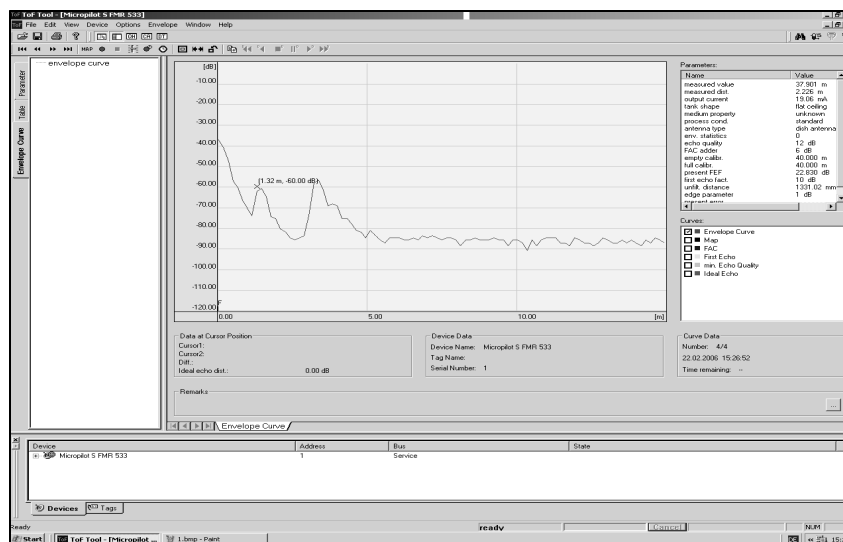 ToF Tool - [Micropilot S FMR 533]
ToF File Edit View Device Options Envelope Window Help
MAP
Parameter
Table
Envelope Curve
envelope curve
[dB]
-10.00
-20.00
-30.00
-40.00
-50.00
-60.00
-70.00
-80.00
-90.00
-100.00
-110.00
-120.00
(1.32 m, -60.00 dB)
F
0.00 5.00 10.00 [m]
Parameters:
Name Value
measured value 37.901 m
measured dist. 2.226 m
output current 19.06 mA
tank shape flat ceiling
medium property unknown
process cond. standard
antenna type dish antenna
env. statistics 0
echo quality 12 dB
FAC adder 6 dB
empty calibr. 40.000 m
full calibr. 40.000 m
present FEF 22.830 dB
first echo fact. 10 dB
unfilt. distance 1331.02 mm
edge parameter 1 dB
present error
Curves:
Envelope Curve
Map
FAC
First Echo
min. Echo Quality
Ideal Echo
Data at Cursor Position
Cursor1:
Cursor2:
Diff.:
Ideal echo dist.: 0.00 dB
Device Data
Device Name: Micropilot S FMR 533
Tag Name:
Serial Number: 1
Curve Data
Number: 4/4
22.02.2006 15:26:52
Time remaining: --
Remarks
...
Envelope Curve
Device Address Bus State
Micropilot S FMR 533 1 Service
Devices Tags
Ready ready Cancel NUM
Start ToF Tool - [Micropilot ... 1.bmp - Paint DE